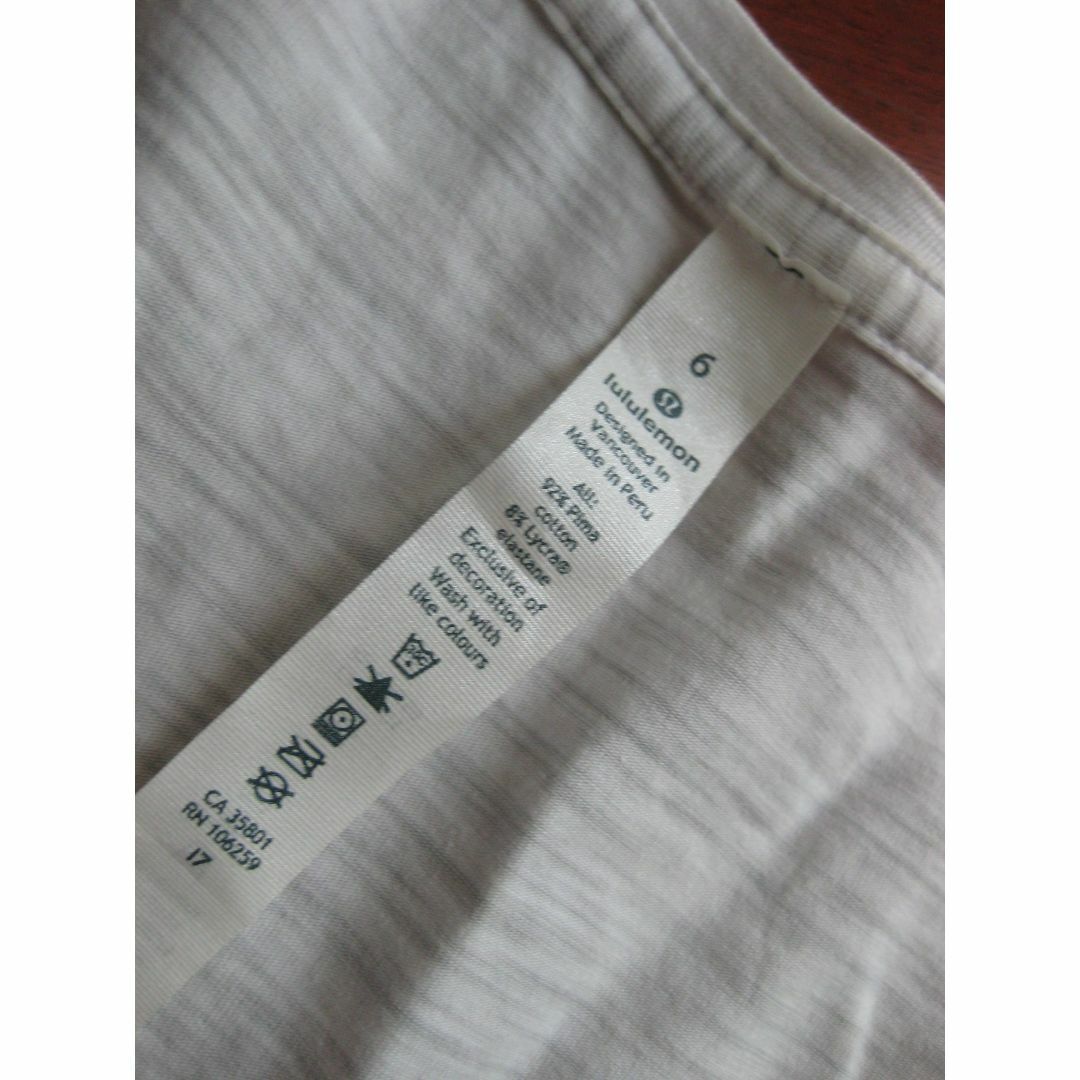 6
lululemon
Designed in
Vancouver
Made in Peru
All:
92% Pima
cotton
8% Lycra®
elastane
Exclusive of
decoration
Wash with
like colours
CA 35801
RN 106259
17